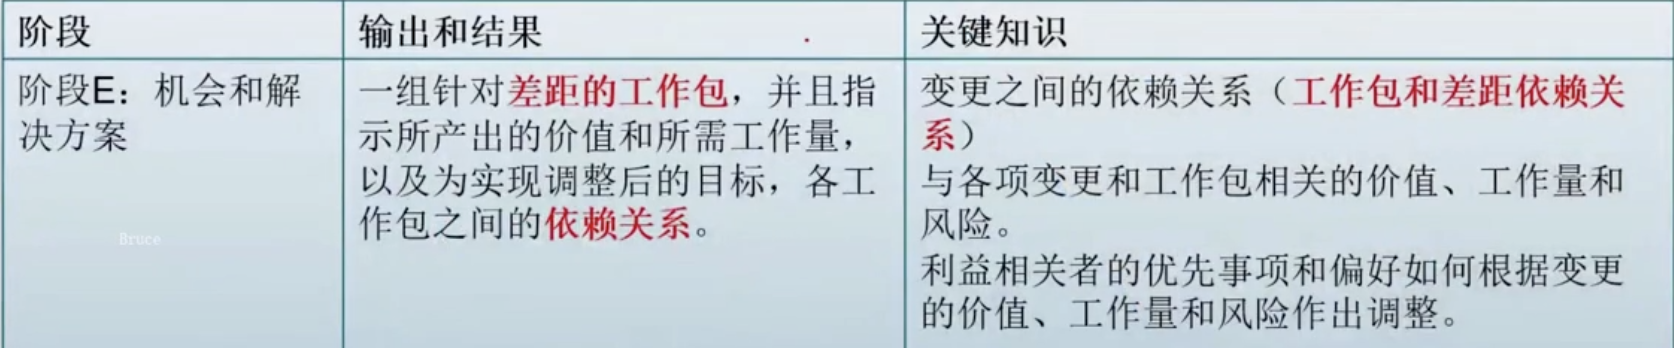 阶段
输出和结果
关键知识
阶段E：机会和解
决方案
一组针对差距的工作包，并且指
示所产出的价值和所需工作量，
以及为实现调整后的目标，各工
作包之间的依赖关系。
变更之间的依赖关系（工作包和差距依赖关
系）
与各项变更和工作包相关的价值、工作量和
风险。
利益相关者的优先事项和偏好如何根据变更
的价值、工作量和风险作出调整。
Bruce